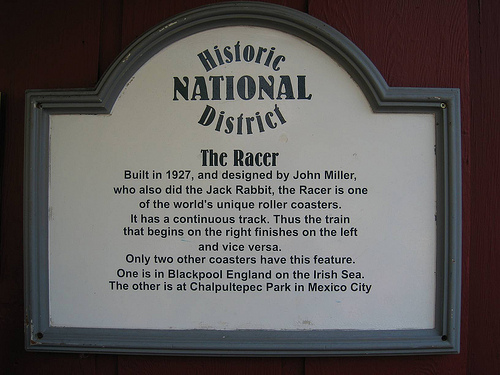 Historic
NATIONAL
District
The Racer
Built in 1927, and designed by John Miller,
who also did the Jack Rabbit, the Racer is one
of the world's unique roller coasters.
It has a continuous track. Thus the train
that begins on the right finishes on the left
and vice versa.
Only two other coasters have this feature.
One is in Blackpool England on the Irish Sea.
The other is at Chalpultepec Park in Mexico City